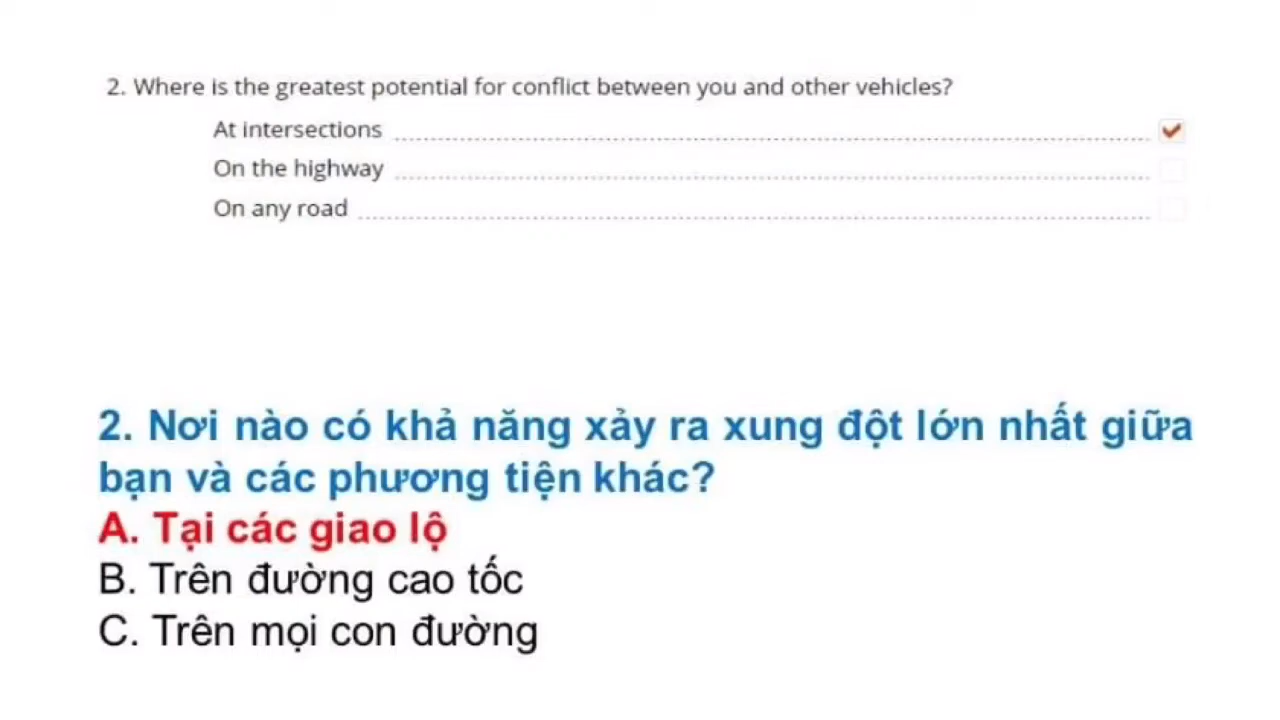 2. Where is the greatest potential for conflict between you and other vehicles?
At intersections
On the highway
On any road
2. Nơi nào có khả năng xảy ra xung đột lớn nhất giữa
bạn và các phương tiện khác?
A. Tại các giao lộ
B. Trên đường cao tốc
C. Trên mọi con đường